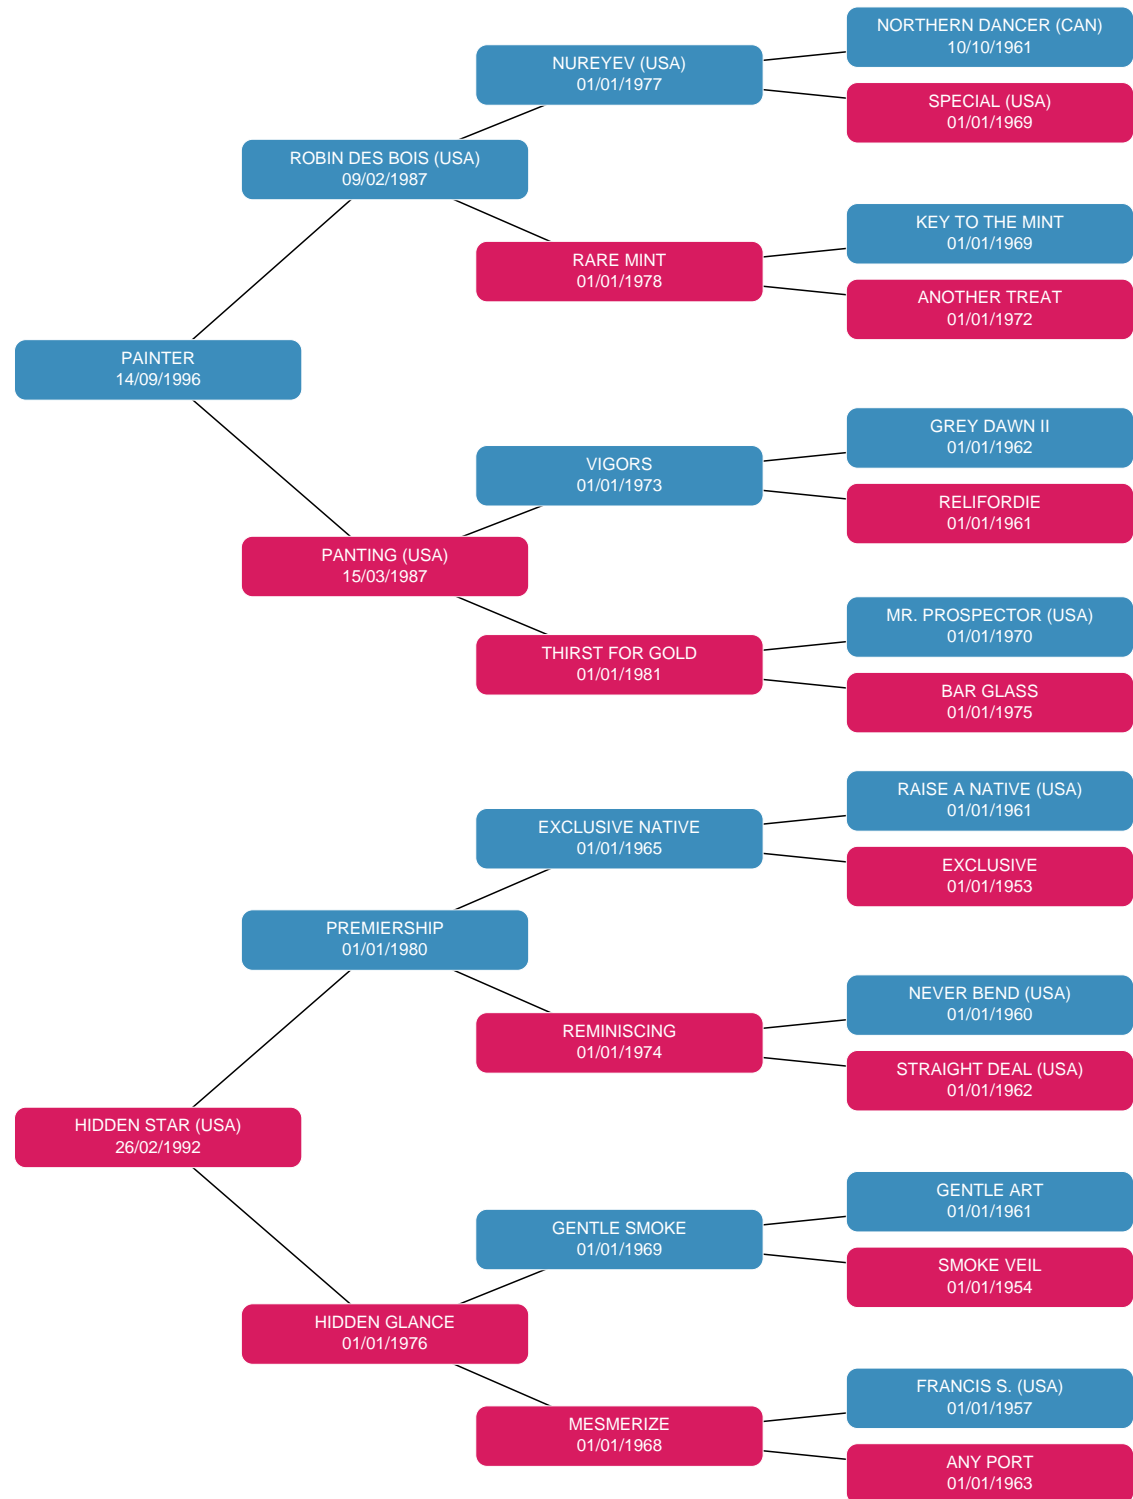 NORTHERN DANCER (CAN)
10/10/1961
NUREYEV (USA)
01/01/1977
SPECIAL (USA)
01/01/1969
ROBIN DES BOIS (USA)
09/02/1987
KEY TO THE MINT
01/01/1969
RARE MINT
01/01/1978
ANOTHER TREAT
01/01/1972
PAINTER
14/09/1996
GREY DAWN II
01/01/1962
VIGORS
01/01/1973
RELIFORDIE
01/01/1961
PANTING (USA)
15/03/1987
MR. PROSPECTOR (USA)
01/01/1970
THIRST FOR GOLD
01/01/1981
BAR GLASS
01/01/1975
RAISE A NATIVE (USA)
01/01/1961
EXCLUSIVE NATIVE
01/01/1965
EXCLUSIVE
01/01/1953
PREMIERSHIP
01/01/1980
NEVER BEND (USA)
01/01/1960
REMINISCING
01/01/1974
STRAIGHT DEAL (USA)
01/01/1962
HIDDEN STAR (USA)
26/02/1992
GENTLE ART
01/01/1961
GENTLE SMOKE
01/01/1969
SMOKE VEIL
01/01/1954
HIDDEN GLANCE
01/01/1976
FRANCIS S. (USA)
01/01/1957
MESMERIZE
01/01/1968
ANY PORT
01/01/1963